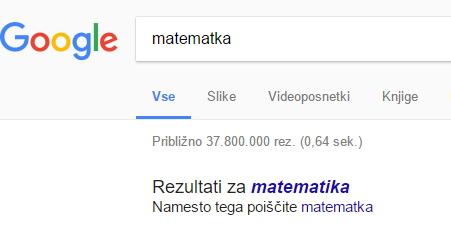 Google
matematka
Vse Slike Videoposnetki Knjige
Približno 37.800.000 rez. (0,64 sek.)
Rezultati za matematika
Namesto tega poiščite matematka